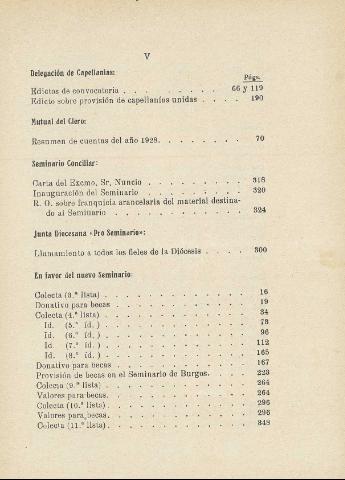 V
Delegación de Capellanías:
Págs.
Edictos de convocatoria . . . . . . . . . 66 y 119
Edicto sobre provisión de capellanías unidas . . . . 190
Mutual del Clero:
Resumen de cuentas del año 1928. . . . . . . . 70
Seminario Conciliar:
Carta del Excmo. Sr. Nuncio . . . . . . . . . 318
Inauguración del Seminario . . . . . . . . . 320
R. O. sobre franquicia arancelaria del material destina-
do al Seminario . . . . . . . . . . . . 324
Junta Diocesana «Pro Seminario»:
Llamamiento a todos los fieles de la Diócesis . . . . 300
En favor del nuevo Seminario:
Colecta (3.ª lista) . . . . . . . . . . . . 16
Donativo para becas . . . . . . . . . . . 19
Colecta (4.ª lista) . . . . . . . . . . . . 34
Id. (5.ª íd. ) . . . . . . . . . . . . 73
Id. (6.ª íd. ) . . . . . . . . . . . . 96
Id. (7.ª íd. ) . . . . . . . . . . . . 112
Id. (8.ª íd. ) . . . . . . . . . . . . 165
Donativo para becas . . . . . . . . . . . 167
Provisión de becas en el Seminario de Burgos. . . . 223
Colecta (9.ª lista) . . . . . . . . . . . . 264
Valores para becas. . . . . . . . . . . . 264
Colecta (10.ª lista). . . . . . . . . . . . 296
Valores para becas. . . . . . . . . . . . 296
Colecta (11.ª lista) . . . . . . . . . . . . 348